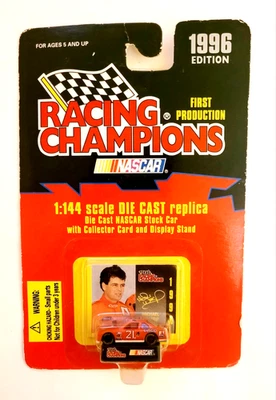 FOR AGES 5 AND UP
1996
EDITION
FIRST
PRODUCTION
RACING
CHAMPIONS
NASCAR
1:144 scale DIE CAST replica
Die Cast NASCAR Stock Car
with Collector Card and Display Stand
WARNING:
CHOKING HAZARD-Small parts
Not for Children under 3 years
199
21
NASCAR